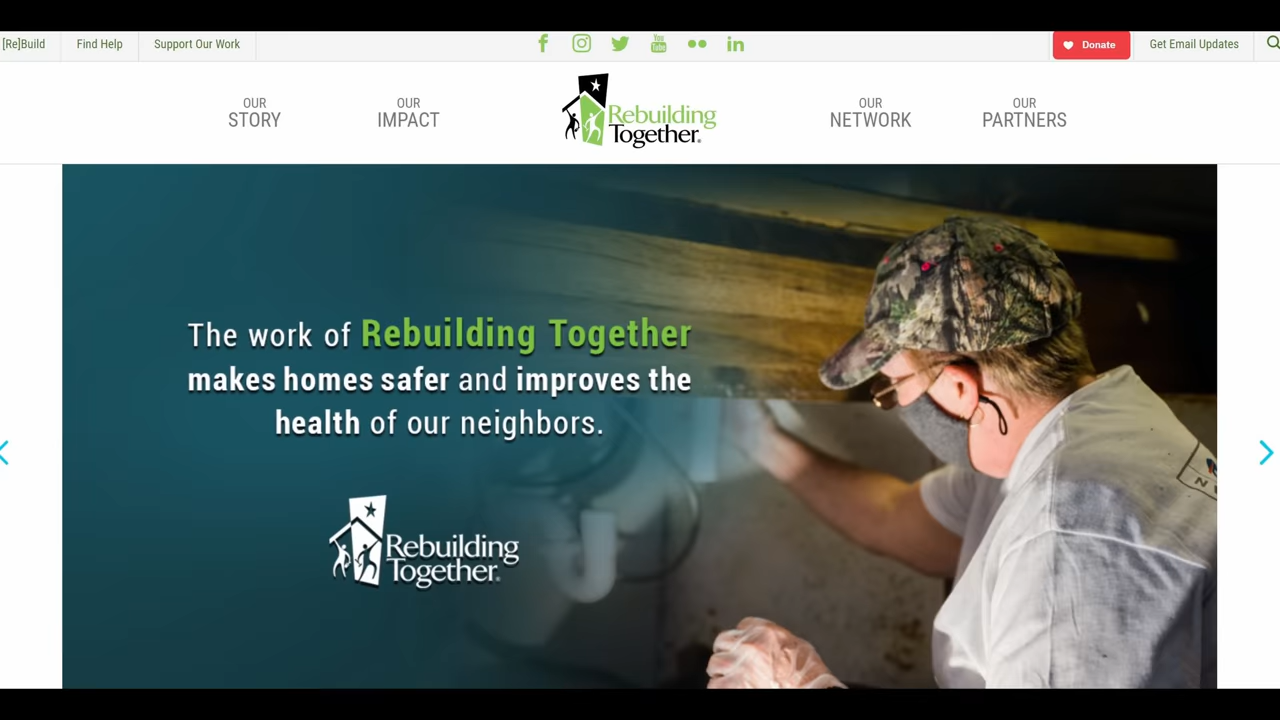 [Re]Build
Find Help
Support Our Work
You
Tube
Donate
Get Email Updates
OUR
STORY
OUR
IMPACT
Rebuilding
Together®
OUR
NETWORK
OUR
PARTNERS
The work of Rebuilding Together
makes homes safer and improves the
health of our neighbors.
Rebuilding
Together®